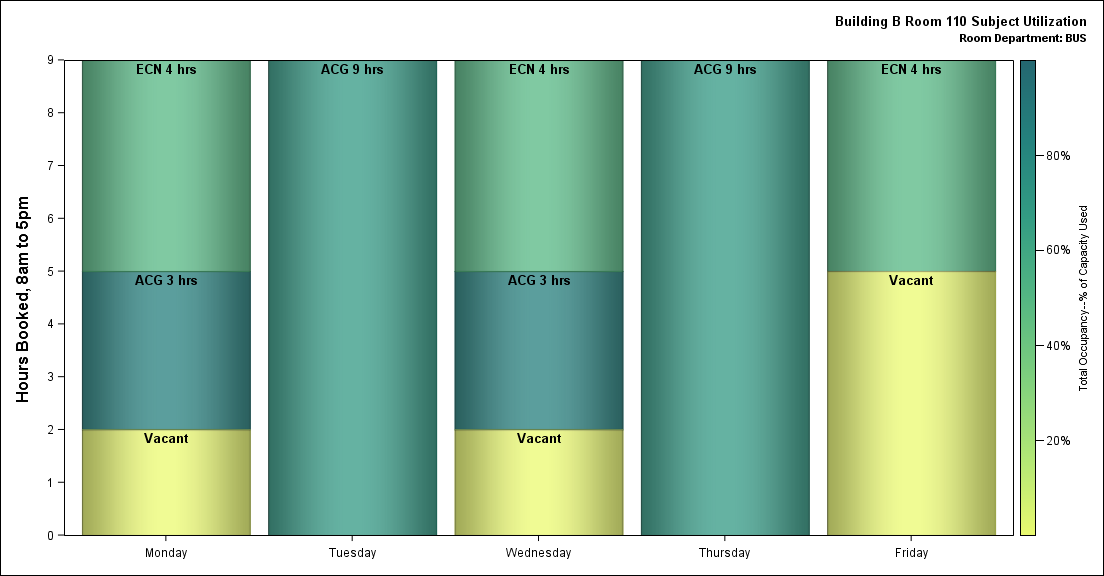 Building B Room 110 Subject Utilization
Room Department: BUS
Hours Booked, 8am to 5pm
9
8
7
6
5
4
3
2
1
0
ECN 4 hrs
ACG 3 hrs
Vacant
ACG 9 hrs
ECN 4 hrs
ACG 3 hrs
Vacant
ACG 9 hrs
ECN 4 hrs
Vacant
Monday
Tuesday
Wednesday
Thursday
Friday
80%
60%
40%
20%
Total Occupancy--% of Capacity Used